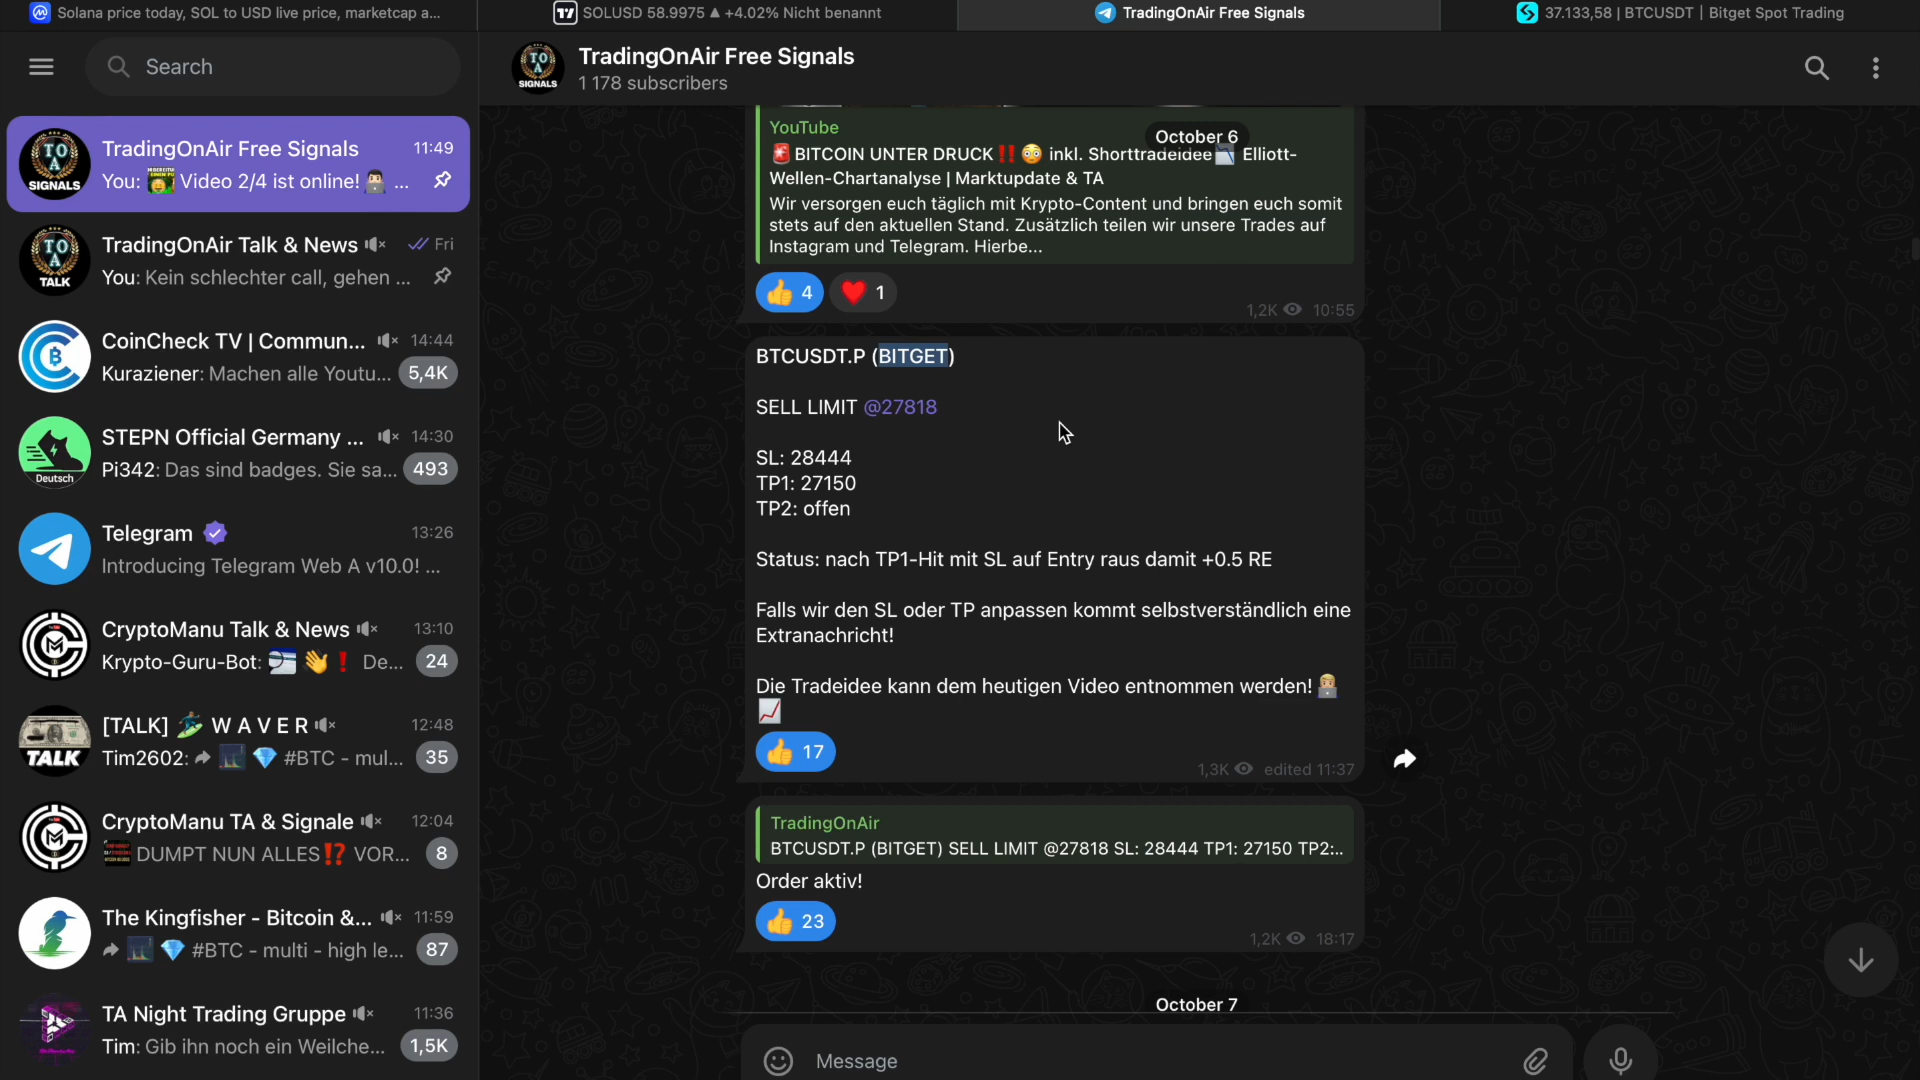 Solana price today, SOL to USD live price, marketcap a...
SOLUSD 58.9975 ▲ +4.02% Nicht benannt
TradingOnAir Free Signals
37.133,58 | BTCUSDT | Bitget Spot Trading
Search
TradingOnAir Free Signals
1 178 subscribers
TradingOnAir Free Signals 11:49
You: Video 2/4 ist online! ...
TradingOnAir Talk & News Fri
You: Kein schlechter call, gehen ...
CoinCheck TV | Commun... 14:44
Kuraziener: Machen alle Youtu... 5,4K
STEPN Official Germany ... 14:30
Pi342: Das sind badges. Sie sa... 493
Deutsch
Telegram 13:26
Introducing Telegram Web A v10.0! ...
CryptoManu Talk & News 13:10
Krypto-Guru-Bot: 👋❗ De... 24
[TALK] 🏄 W A V E R 12:48
Tim2602: 💎 #BTC - mul... 35
TALK
CryptoManu TA & Signale 12:04
DUMPT NUN ALLES⁉️ VOR... 8
The Kingfisher - Bitcoin &... 11:59
💎 #BTC - multi - high le... 87
TA Night Trading Gruppe 11:36
Tim: Gib ihn noch ein Weilche... 1,5K
TOA
SIGNALS
TOA
TALK
TOA
SIGNALS
YouTube
October 6
🚨BITCOIN UNTER DRUCK‼️😳 inkl. Shorttradeidee📉 Elliott-
Wellen-Chartanalyse | Marktupdate & TA
Wir versorgen euch täglich mit Krypto-Content und bringen euch somit
stets auf den aktuellen Stand. Zusätzlich teilen wir unsere Trades auf
Instagram und Telegram. Hierbe...
👍 4 ❤️ 1
1,2K 10:55
BTCUSDT.P (BITGET)
SELL LIMIT @27818
SL: 28444
TP1: 27150
TP2: offen
Status: nach TP1-Hit mit SL auf Entry raus damit +0.5 RE
Falls wir den SL oder TP anpassen kommt selbstverständlich eine
Extranachricht!
Die Tradeidee kann dem heutigen Video entnommen werden!👨🏼‍💻
📈
👍 17
1,3K edited 11:37
TradingOnAir
BTCUSDT.P (BITGET) SELL LIMIT @27818 SL: 28444 TP1: 27150 TP2:...
Order aktiv!
👍 23
1,2K 18:17
October 7
Message